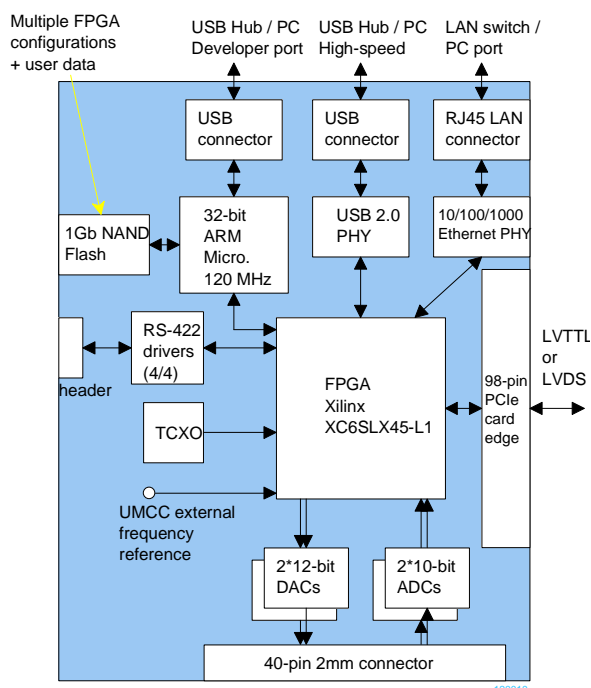 Multiple FPGA
configurations
+ user data
USB Hub / PC
Developer port
USB Hub / PC
High-speed
LAN switch /
PC port
USB
connector
USB
connector
RJ45 LAN
connector
1Gb NAND
Flash
32-bit
ARM
Micro.
120 MHz
USB 2.0
PHY
10/100/1000
Ethernet PHY
RS-422
drivers
(4/4)
header
FPGA
Xilinx
XC6SLX45-L1
98-pin
PCIe
card
edge
LVTTL
or
LVDS
TCXO
UMCC external
frequency
reference
2*12-bit
DACs
2*10-bit
ADCs
40-pin 2mm connector